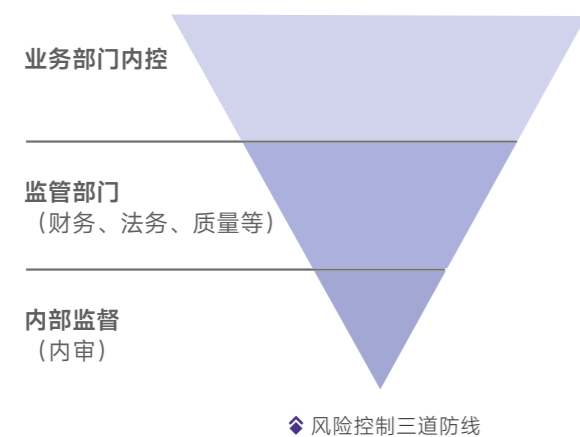 业务部门内控
监管部门
（财务、法务、质量等）
内部监督
（内审）
风险控制三道防线